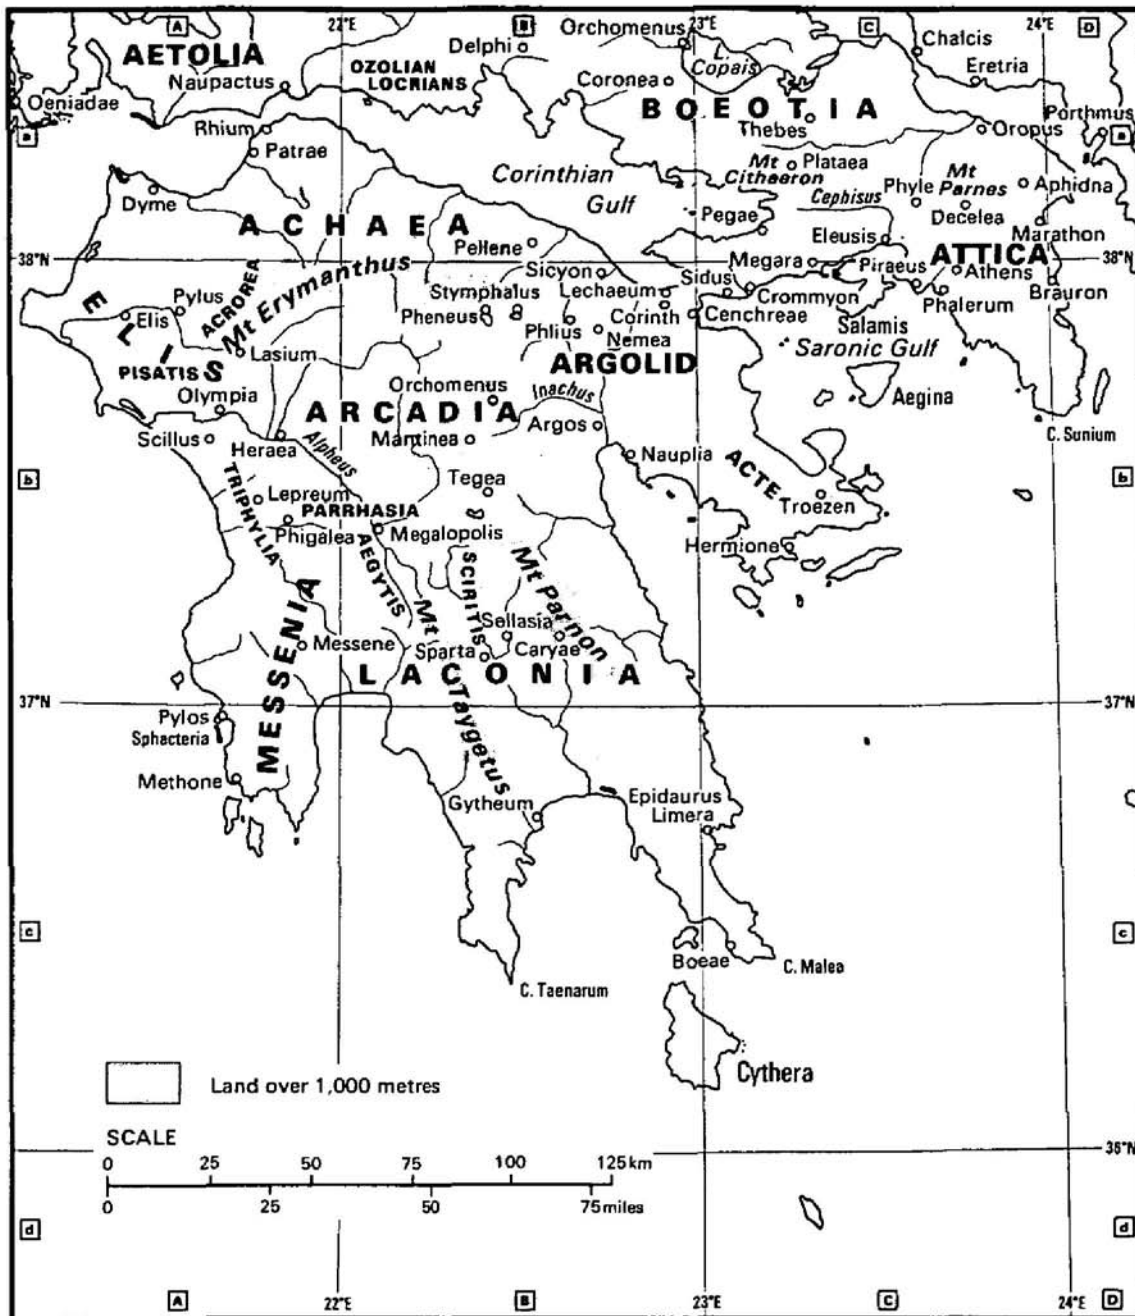 A
22°E
B
23°E
C
24°E
D
AETOLIA
Naupactus
Oeniadae
OZOLIAN
LOCRIANS
Delphi
Orchomenus
Coronea
L.
Copais
BOEOTIA
Thebes
Chalcis
Eretria
Porthmus
Oropus
a
a
Rhium
Patrae
Dyme
ACHAEA
Corinthian
Gulf
Mt
Cithaeron
Plataea
Cephisus
Pegae
Phyle
Mt
Parnes
Decelea
Aphidna
Marathon
Eleusis
ATTICA
Pellene
38°N
38°N
Sicyon
Sidus
Megara
Piraeus
Athens
Brauron
Phalerum
Crommyon
Salamis
Saronic Gulf
Lechaeum
Corinth
Cenchreae
Stymphalus
Pheneus
Phlius
Nemea
ELIS
Pylus
Elis
ACROREA
Mt Erymanthus
Lasium
PISATIS
Olympia
ARGOLID
Orchomenus
Inachus
ARCADIA
Mantinea
Argos
Aegina
C. Sunium
Scillus
Heraea
Alpheus
Nauplia
ACTE
Troezen
b
b
Tegea
TRIPHYLIA
Lepreum
PARRHASIA
Phigalea
Megalopolis
AEGYTIS
SCIRITIS
Mt Parnon
Hermione
MESSENIA
Messene
Mt Taygetus
Sellasia
Sparta
Caryae
LACONIA
37°N
37°N
Pylos
Sphacteria
Methone
Gytheum
Epidaurus
Limera
c
c
Boeae
C. Malea
C. Taenarum
Cythera
Land over 1,000 metres
SCALE
0 25 50 75 100 125 km
0 25 50 75 miles
36°N
d
d
A
22°E
B
23°E
C
24°E
D